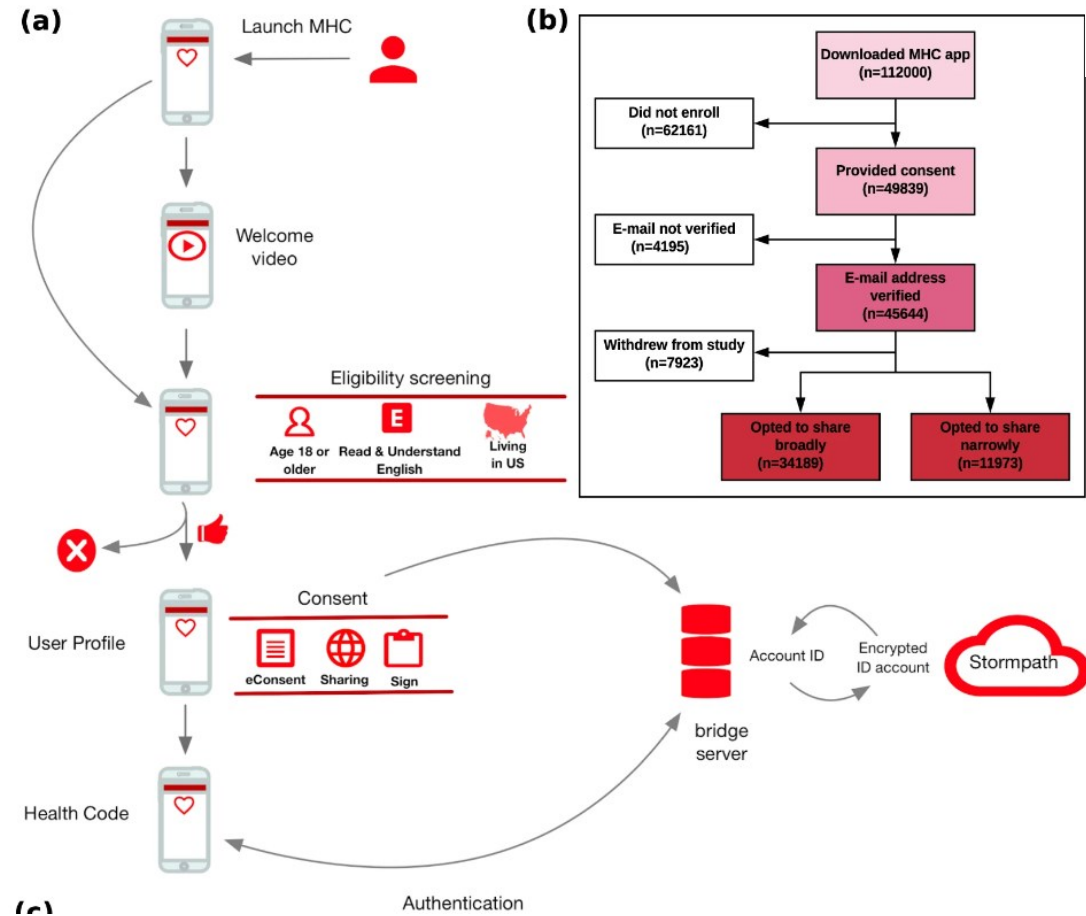 (a)
Launch MHC
Welcome
video
Eligibility screening
E
Age 18 or
older
Read & Understand
English
Living
in US
User Profile
Consent
eConsent
Sharing
Sign
Health Code
bridge
server
Account ID
Encrypted
ID account
Stormpath
Authentication
(b)
Downloaded MHC app
(n=112000)
Did not enroll
(n=62161)
Provided consent
(n=49839)
E-mail not verified
(n=4195)
E-mail address
verified
(n=45644)
Withdrew from study
(n=7923)
Opted to share
broadly
(n=34189)
Opted to share
narrowly
(n=11973)
(c)